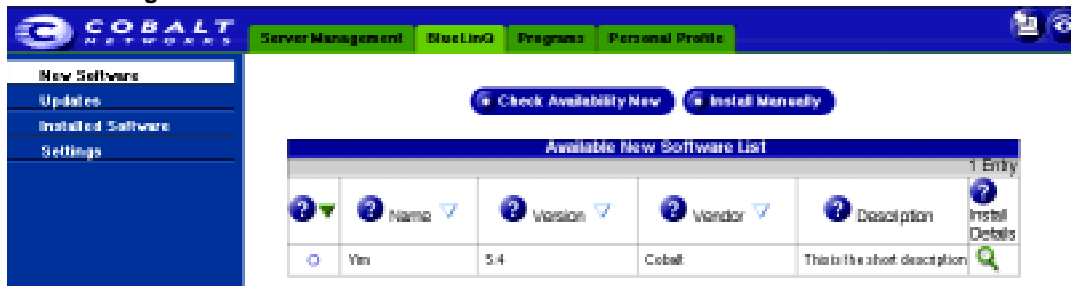 COBALT
NETWORKS
Server Management BlueLinQ Programs Personal Profile
New Software
Updates
Installed Software
Settings
Check Availability Now Install Manually
Available New Software List
1 Entry
Name Version Vendor Description Install Details
5.4 Cobalt This is the short description